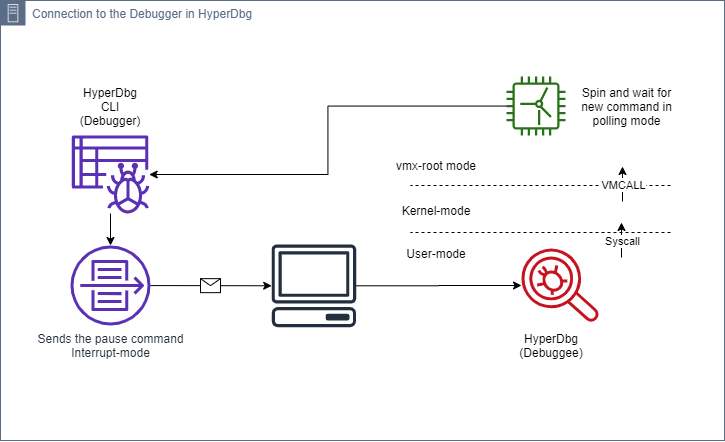 Connection to the Debugger in HyperDbg
HyperDbg
CLI
(Debugger)
Spin and wait for
new command in
polling mode
vmx-root mode
VMCALL
Kernel-mode
Syscall
User-mode
Sends the pause command
Interrupt-mode
HyperDbg
(Debuggee)